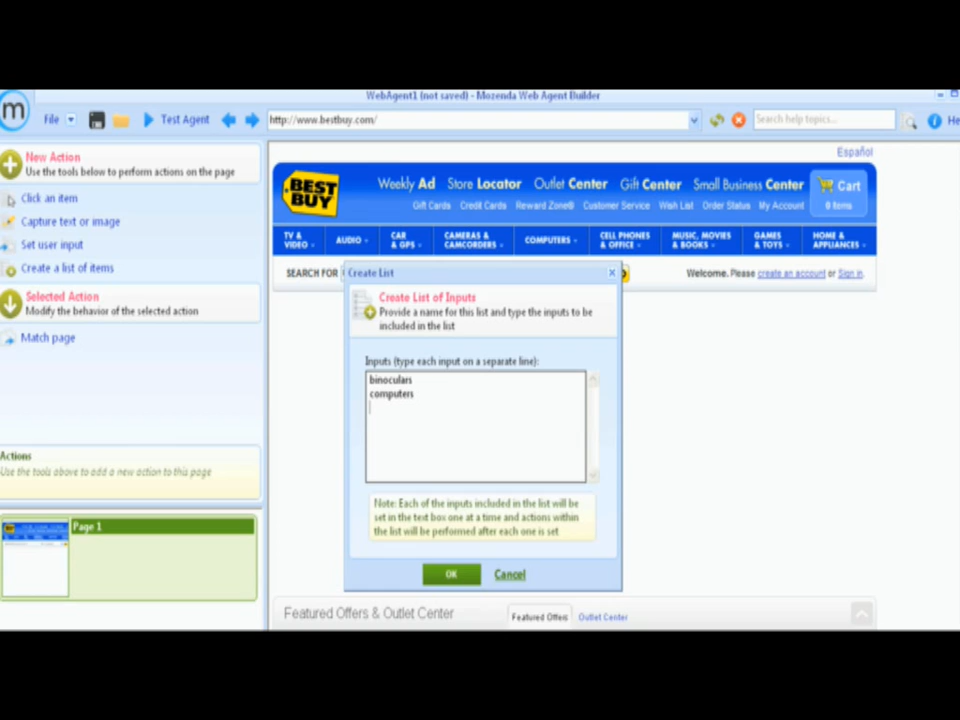 WebAgent1 (not saved) - Mozenda Web Agent Builder
m File Test Agent http://www.bestbuy.com/ Search help topics... He
New Action
Use the tools below to perform actions on the page
Click an item
Capture text or image
Set user input
Create a list of items
Selected Action
Modify the behavior of the selected action
Match page
Actions
Use the tools above to add a new action to this page
Page 1
Español
BEST BUY
Weekly Ad Store Locator Outlet Center Gift Center Small Business Center
Cart
0 items
Gift Cards Credit Cards Reward Zone® Customer Service Wish List Order Status My Account
TV & VIDEO AUDIO CAR & GPS CAMERAS & CAMCORDERS COMPUTERS CELL PHONES & OFFICE MUSIC, MOVIES & BOOKS GAMES & TOYS HOME & APPLIANCES
SEARCH FOR
Welcome. Please create an account or Sign in.
Create List
Create List of Inputs
Provide a name for this list and type the inputs to be
included in the list
Inputs (type each input on a separate line):
binoculars
computers
Note: Each of the inputs included in the list will be
set in the text box one at a time and actions within
the list will be performed after each one is set
OK Cancel
Featured Offers & Outlet Center Featured Offers Outlet Center